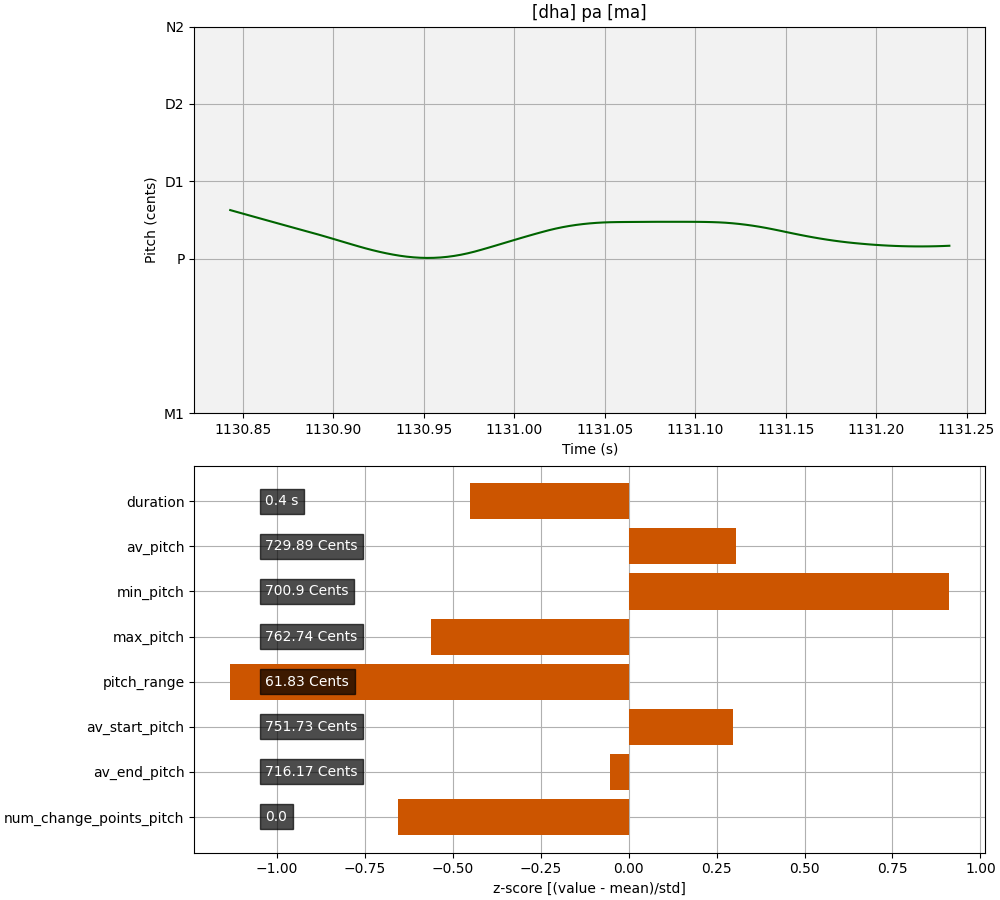 [dha] pa [ma]
N2
D2
D1
P
M1
Pitch (cents)
1130.85 1130.90 1130.95 1131.00 1131.05 1131.10 1131.15 1131.20 1131.25
Time (s)
duration 0.4 s
av_pitch 729.89 Cents
min_pitch 700.9 Cents
max_pitch 762.74 Cents
pitch_range 61.83 Cents
av_start_pitch 751.73 Cents
av_end_pitch 716.17 Cents
num_change_points_pitch 0.0
−1.00 −0.75 −0.50 −0.25 0.00 0.25 0.50 0.75 1.00
z-score [(value - mean)/std]